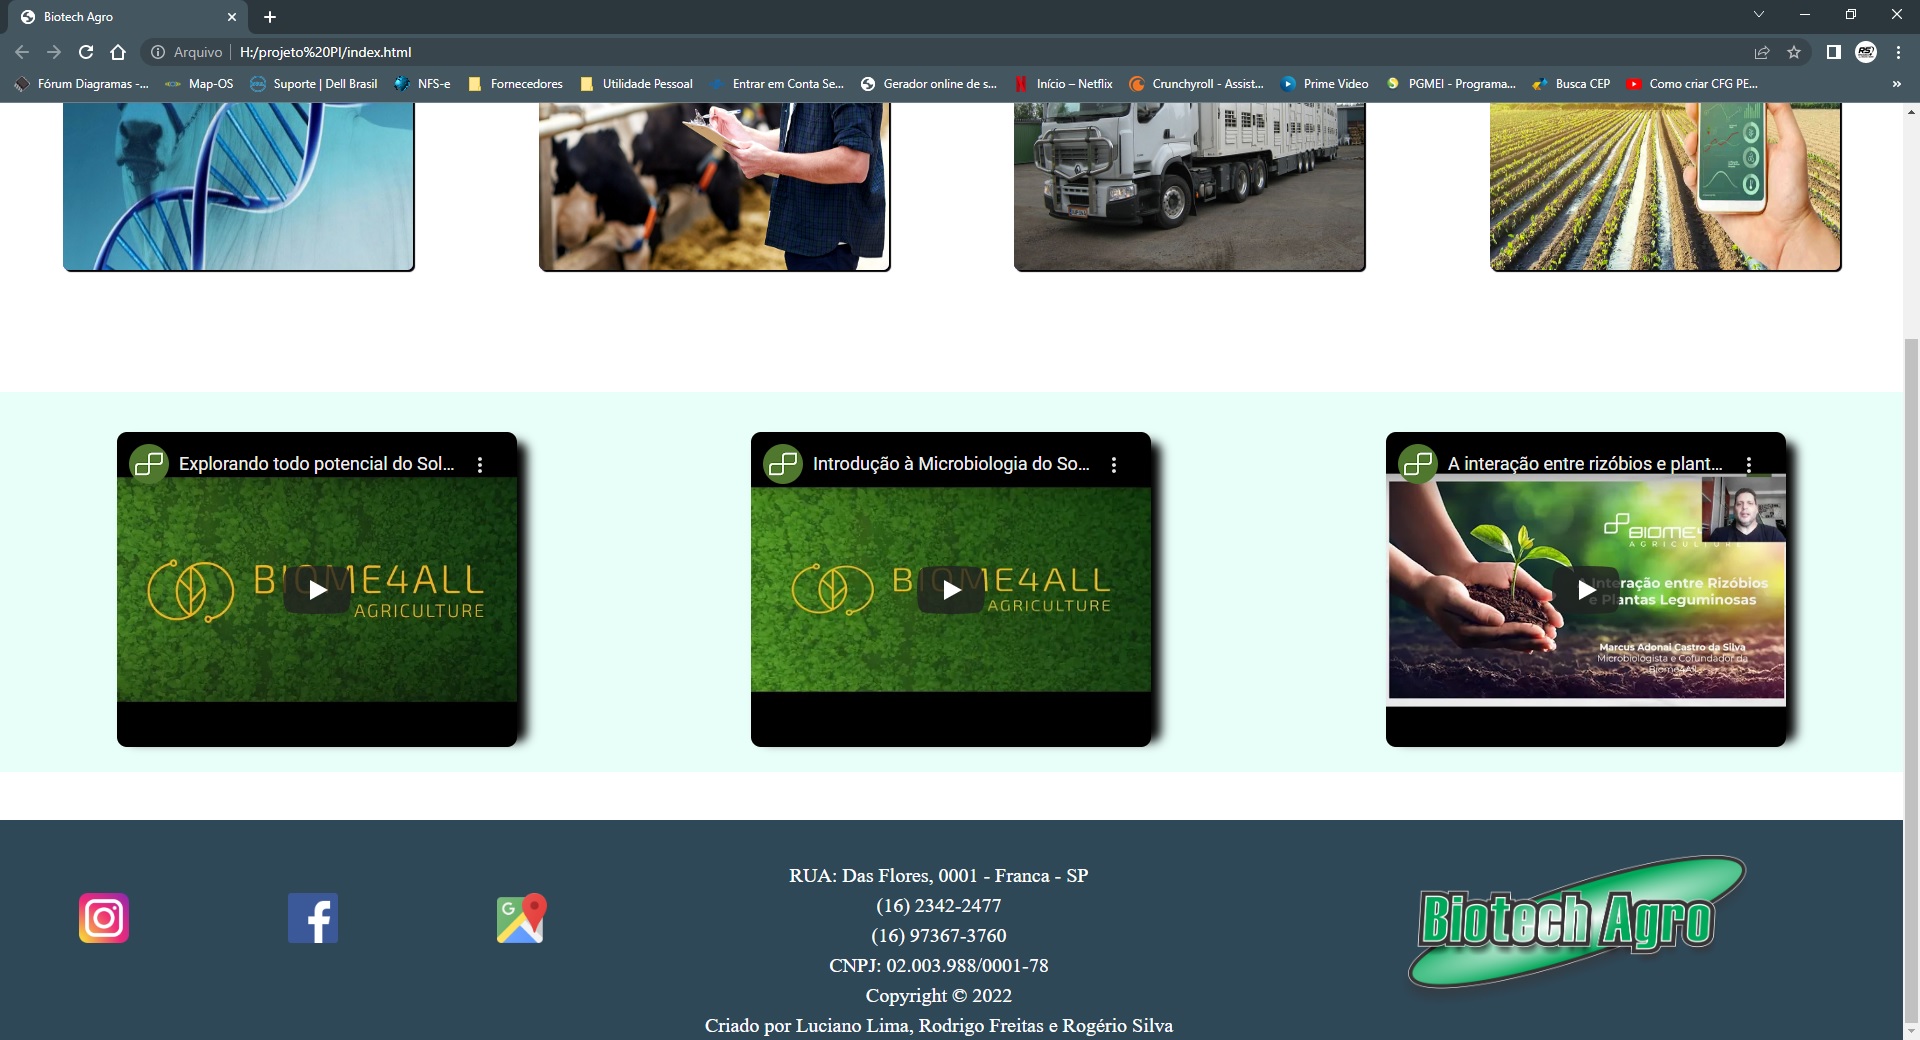 Biotech Agro
Arquivo H:/projeto%20PI/index.html
Fórum Diagramas -... Map-OS Suporte | Dell Brasil NFS-e Fornecedores Utilidade Pessoal Entrar em Conta Se... Gerador online de s... Início – Netflix Crunchyroll - Assist... Prime Video PGMEI - Programa... Busca CEP Como criar CFG PE... »
Explorando todo potencial do Sol...
BIOME4ALL
AGRICULTURE
Introdução à Microbiologia do So...
BIOME4ALL
AGRICULTURE
A interação entre rizóbios e plant...
AGRICULTURE
Interação entre Rizóbios
e Plantas Leguminosas
Marcus Adonai Castro da Silva
Microbiologista e Cofundador da
Biome4All
RUA: Das Flores, 0001 - Franca - SP
(16) 2342-2477
(16) 97367-3760
CNPJ: 02.003.988/0001-78
Copyright © 2022
Criado por Luciano Lima, Rodrigo Freitas e Rogério Silva
Biotech Agro